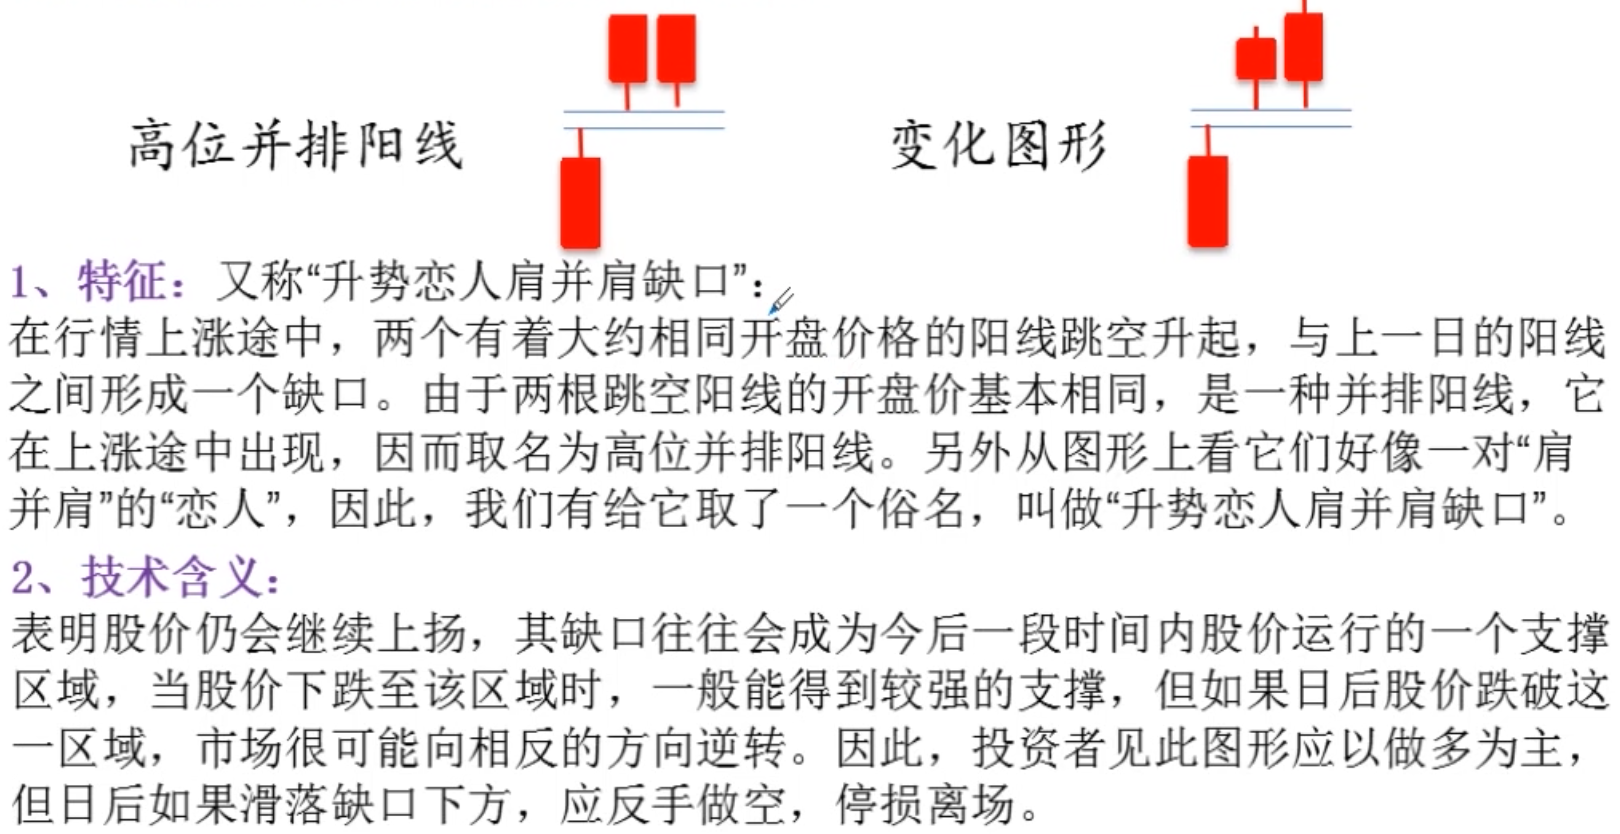 高位并排阳线
变化图形
1、特征：又称“升势恋人肩并肩缺口”：
在行情上涨途中，两个有着大约相同开盘价格的阳线跳空升起，与上一日的阳线
之间形成一个缺口。由于两根跳空阳线的开盘价基本相同，是一种并排阳线，它
在上涨途中出现，因而取名为高位并排阳线。另外从图形上看它们好像一对“肩
并肩”的“恋人”，因此，我们有给它取了一个俗名，叫做“升势恋人肩并肩缺口”。
2、技术含义：
表明股价仍会继续上扬，其缺口往往会成为今后一段时间内股价运行的一个支撑
区域，当股价下跌至该区域时，一般能得到较强的支撑，但如果日后股价跌破这
一区域，市场很可能向相反的方向逆转。因此，投资者见此图形应以做多为主，
但日后如果滑落缺口下方，应反手做空，停损离场。